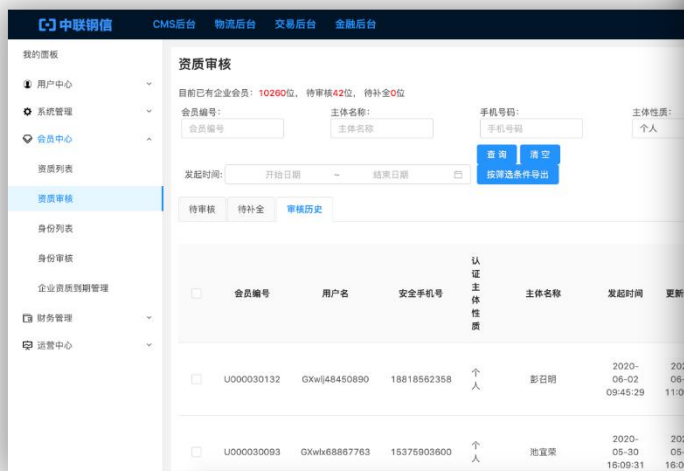 中联钢信 CMS后台 物流后台 交易后台 金融后台
我的面板
用户中心
系统管理
会员中心
资质列表
资质审核
身份列表
身份审核
企业资质到期管理
财务管理
运营中心
资质审核
目前已有企业会员: 10260位, 待审核42位, 待补全0位
会员编号: 主体名称: 手机号码: 主体性质:
会员编号 主体名称 手机号码 个人
查 询 清 空
发起时间: 开始日期 ~ 结束日期 按筛选条件导出
待审核 待补全 审核历史
会员编号 用户名 安全手机号 认证主体性质 主体名称 发起时间 更新
U000030132 GXwlj48450890 18818562358 个人 彭召明 2020-06-02 09:45:29
U000030093 GXwlx68867763 15375903600 个人 池宜荣 2020-05-30 16:09:31